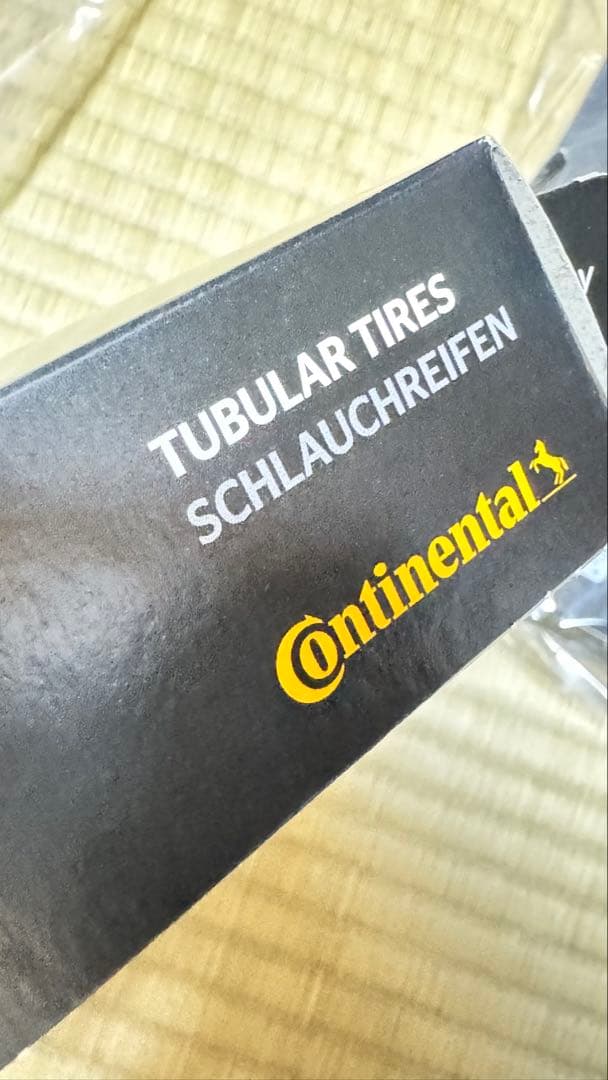 TUBULAR TIRES
SCHLAUCHREIFEN
Continental